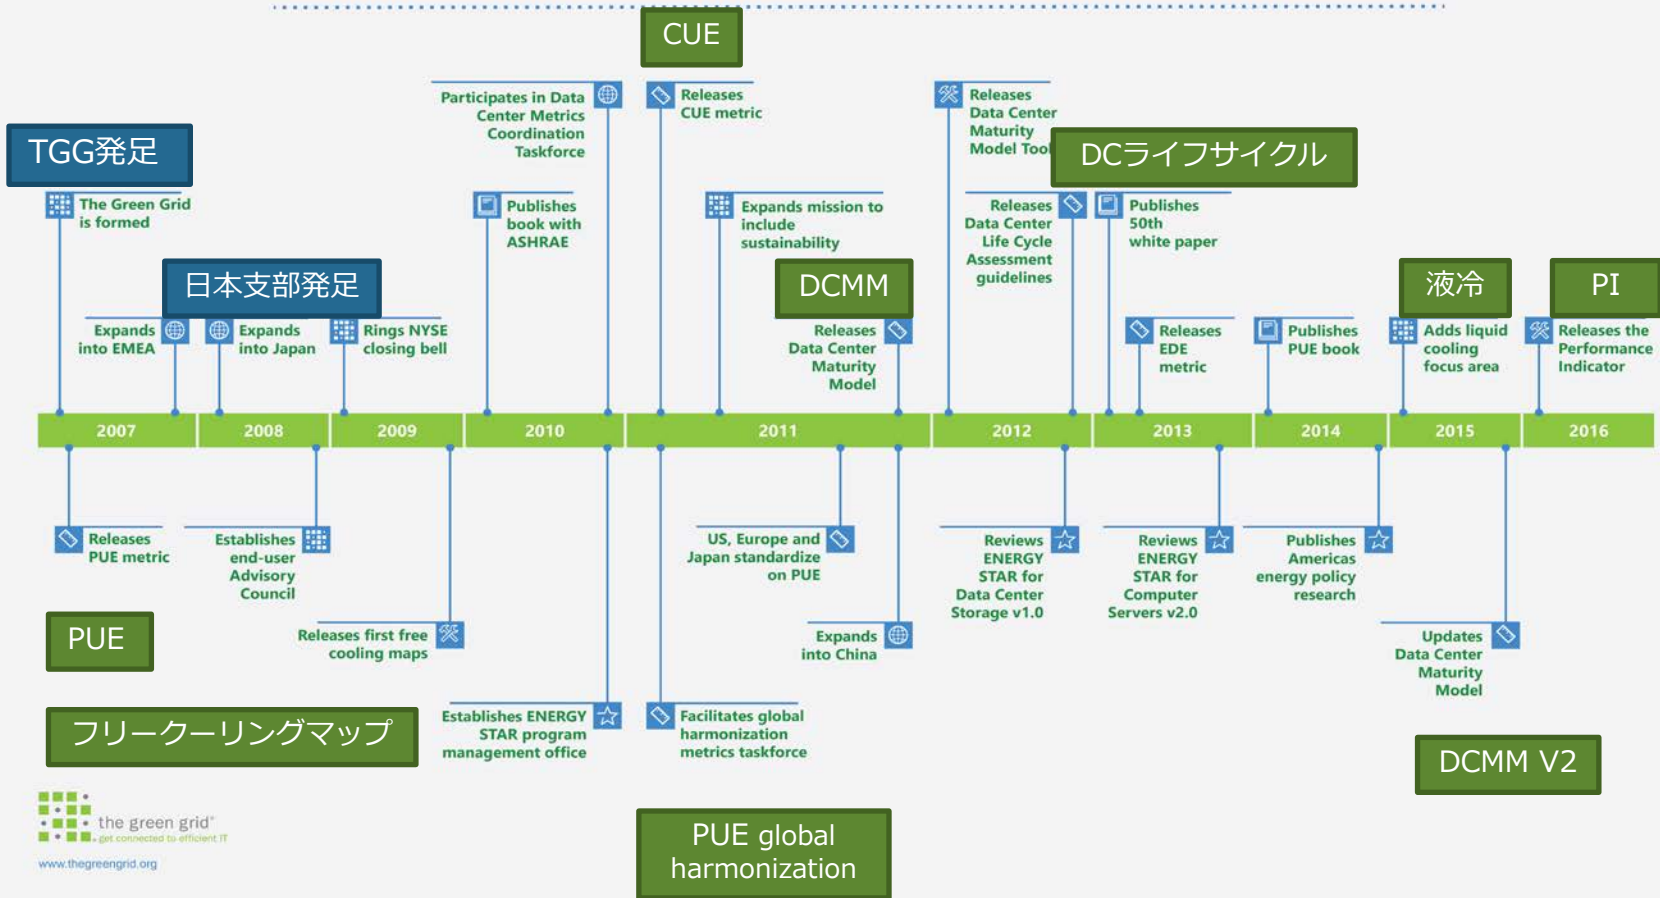 CUE
Participates in Data
Center Metrics
Coordination
Taskforce
Releases
CUE metric
Releases
Data Center
Maturity
Model Tool
TGG発足
DCライフサイクル
The Green Grid
is formed
Publishes
book with
ASHRAE
Expands mission to
include
sustainability
Releases
Data Center
Life Cycle
Assessment
guidelines
Publishes
50th
white paper
日本支部発足
DCMM
液冷
PI
Expands
into EMEA
Expands
into Japan
Rings NYSE
closing bell
Releases
Data Center
Maturity
Model
Releases
EDE
metric
Publishes
PUE book
Adds liquid
cooling
focus area
Releases the
Performance
Indicator
2007
2008
2009
2010
2011
2012
2013
2014
2015
2016
Releases
PUE metric
Establishes
end-user
Advisory
Council
US, Europe and
Japan standardize
on PUE
Reviews
ENERGY
STAR for
Data Center
Storage v1.0
Reviews
ENERGY
STAR for
Computer
Servers v2.0
Publishes
Americas
energy policy
research
PUE
Releases first free
cooling maps
Expands
into China
Updates
Data Center
Maturity
Model
フリークーリングマップ
Establishes ENERGY
STAR program
management office
Facilitates global
harmonization
metrics taskforce
DCMM V2
the green grid®
get connected to efficient IT
www.thegreengrid.org
PUE global
harmonization